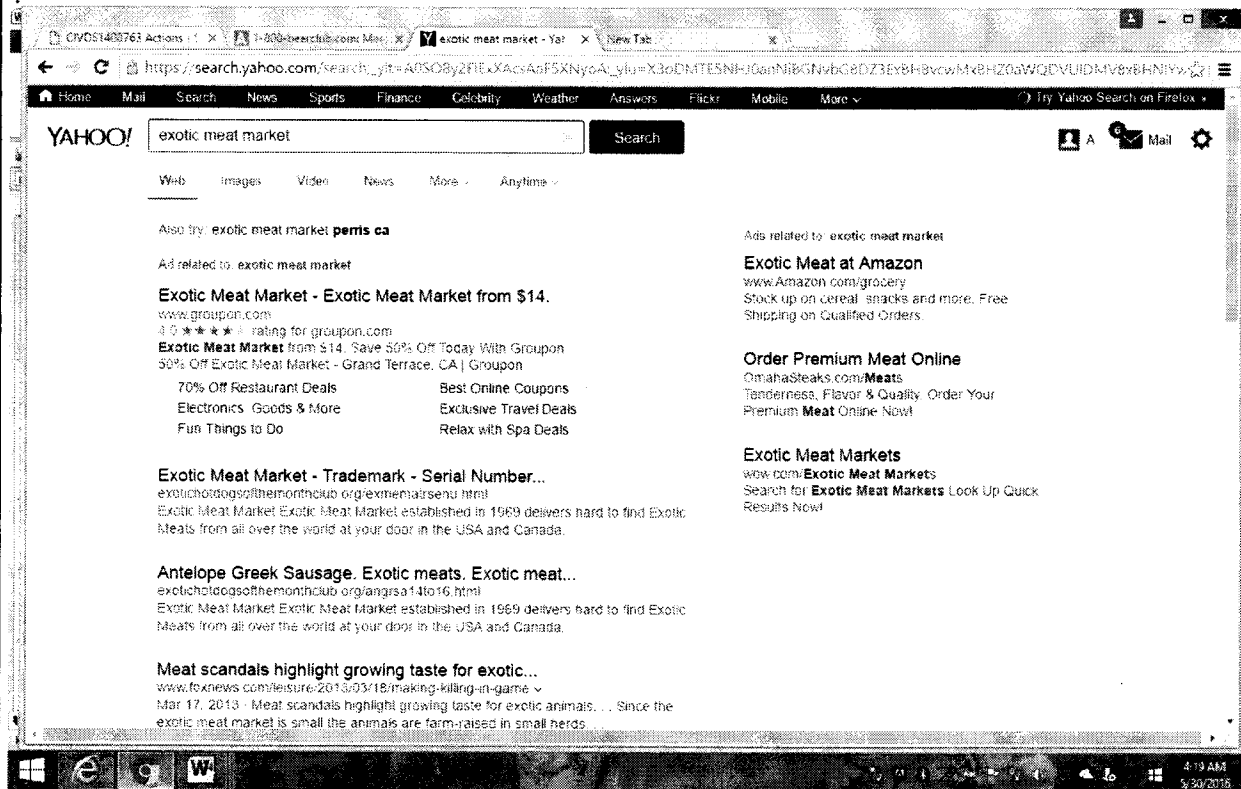 CIVDS1400763 Actions
1-800-beerclub.com:
exotic meat market - Ya
New Tab
https://search.yahoo.com/search;
Home Mail Search News Sports Finance Celebrity Weather Answers Flickr Mobile More Try Yahoo Search on Firefox »
YAHOO! exotic meat market Search A 6 Mail
Web Images Video News More Anytime
Also try: exotic meat market perris ca
Ad related to: exotic meat market
Exotic Meat Market - Exotic Meat Market from $14.
www.groupon.com
4.0 ★★★★ rating for groupon.com
Exotic Meat Market from $14. Save 50% Off Today With Groupon
50% Off Exotic Meat Market - Grand Terrace, CA | Groupon
70% Off Restaurant Deals Best Online Coupons
Electronics, Goods & More Exclusive Travel Deals
Fun Things to Do Relax with Spa Deals
Exotic Meat Market - Trademark - Serial Number...
exotichotdogsofthemonthclub.org/exmematrsenu.html
Exotic Meat Market Exotic Meat Market established in 1969 delivers hard to find Exotic
Meats from all over the world at your door in the USA and Canada.
Antelope Greek Sausage. Exotic meats. Exotic meat...
exotichotdogsofthemonthclub.org/angrsa14to16.html
Exotic Meat Market Exotic Meat Market established in 1969 delivers hard to find Exotic
Meats from all over the world at your door in the USA and Canada.
Meat scandals highlight growing taste for exotic...
www.foxnews.com/leisure/2013/03/18/making-killing-in-game
Mar 17, 2013 · Meat scandals highlight growing taste for exotic animals. ... Since the
exotic meat market is small the animals are farm-raised in small herds
Ads related to: exotic meat market
Exotic Meat at Amazon
www.Amazon.com/grocery
Stock up on cereal, snacks and more. Free
Shipping on Qualified Orders.
Order Premium Meat Online
OmahaSteaks.com/Meats
Tenderness, Flavor & Quality. Order Your
Premium Meat Online Now!
Exotic Meat Markets
wow.com/Exotic Meat Markets
Search for Exotic Meat Markets Look Up Quick
Results Now!
4:19 AM
5/30/2016